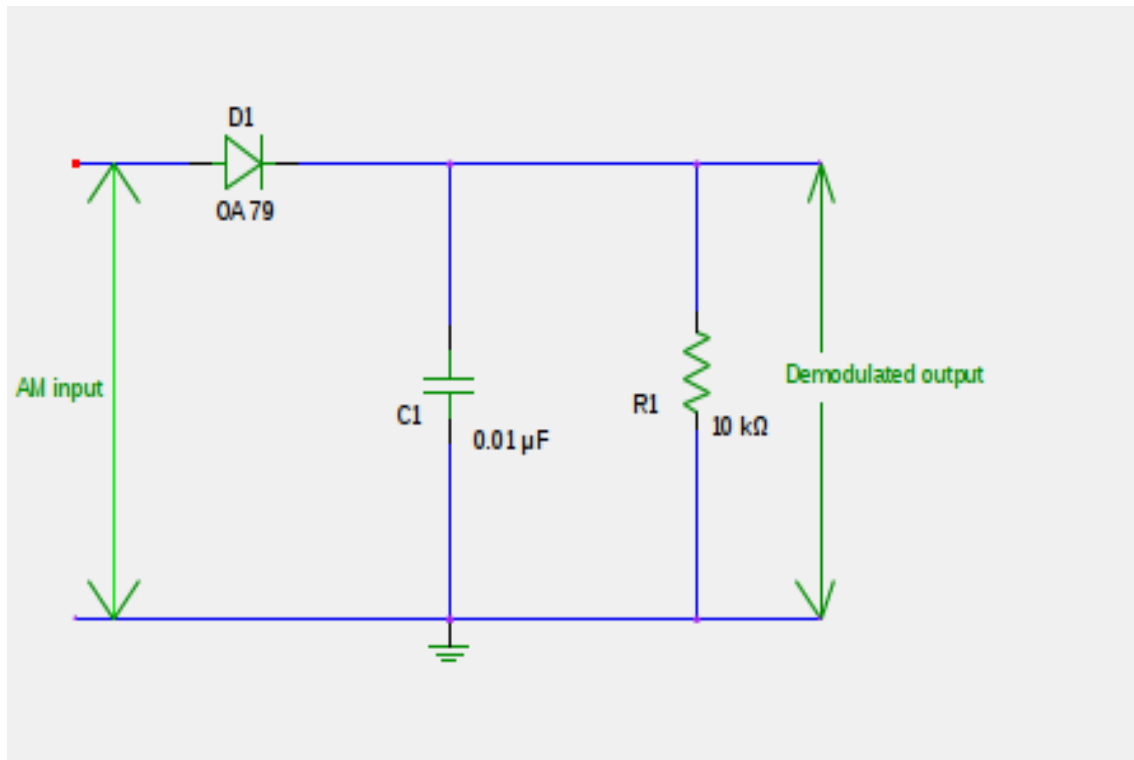 D1
OA 79
AM input
Demodulated output
C1
R1
0.01 µF
10 kΩ